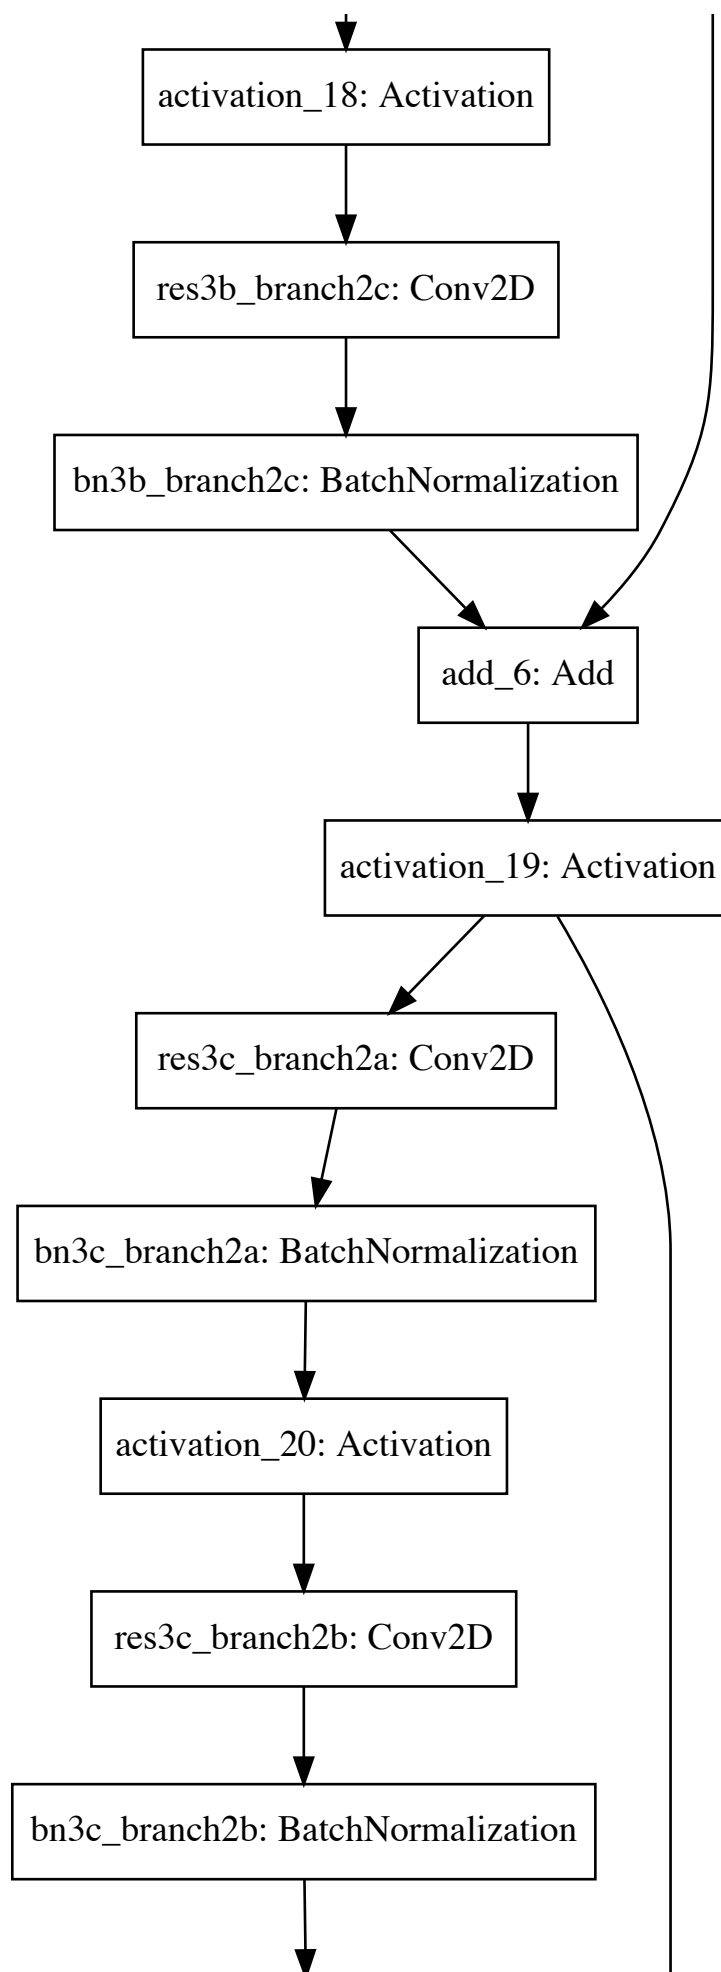 activation_18: Activation
res3b_branch2c: Conv2D
bn3b_branch2c: BatchNormalization
add_6: Add
activation_19: Activation
res3c_branch2a: Conv2D
bn3c_branch2a: BatchNormalization
activation_20: Activation
res3c_branch2b: Conv2D
bn3c_branch2b: BatchNormalization